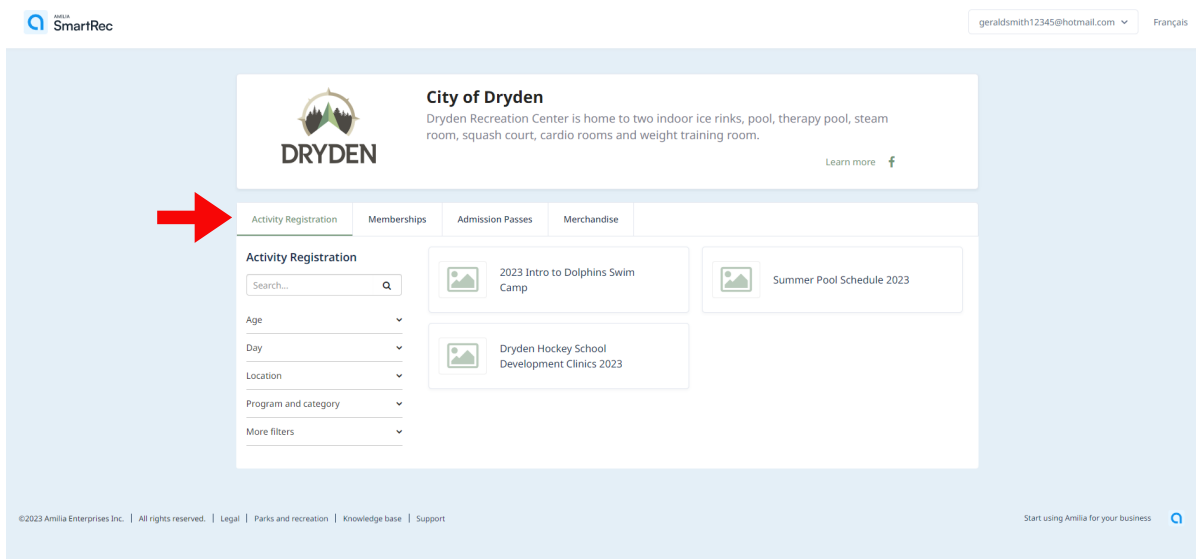 AMILIA
SmartRec
geraldsmith12345@hotmail.com
Français
City of Dryden
Dryden Recreation Center is home to two indoor ice rinks, pool, therapy pool, steam
room, squash court, cardio rooms and weight training room.
DRYDEN
Learn more
Activity Registration
Memberships
Admission Passes
Merchandise
Activity Registration
Search...
Age
Day
Location
Program and category
More filters
2023 Intro to Dolphins Swim
Camp
Summer Pool Schedule 2023
Dryden Hockey School
Development Clinics 2023
©2023 Amilia Enterprises Inc. | All rights reserved. | Legal | Parks and recreation | Knowledge base | Support
Start using Amilia for your business